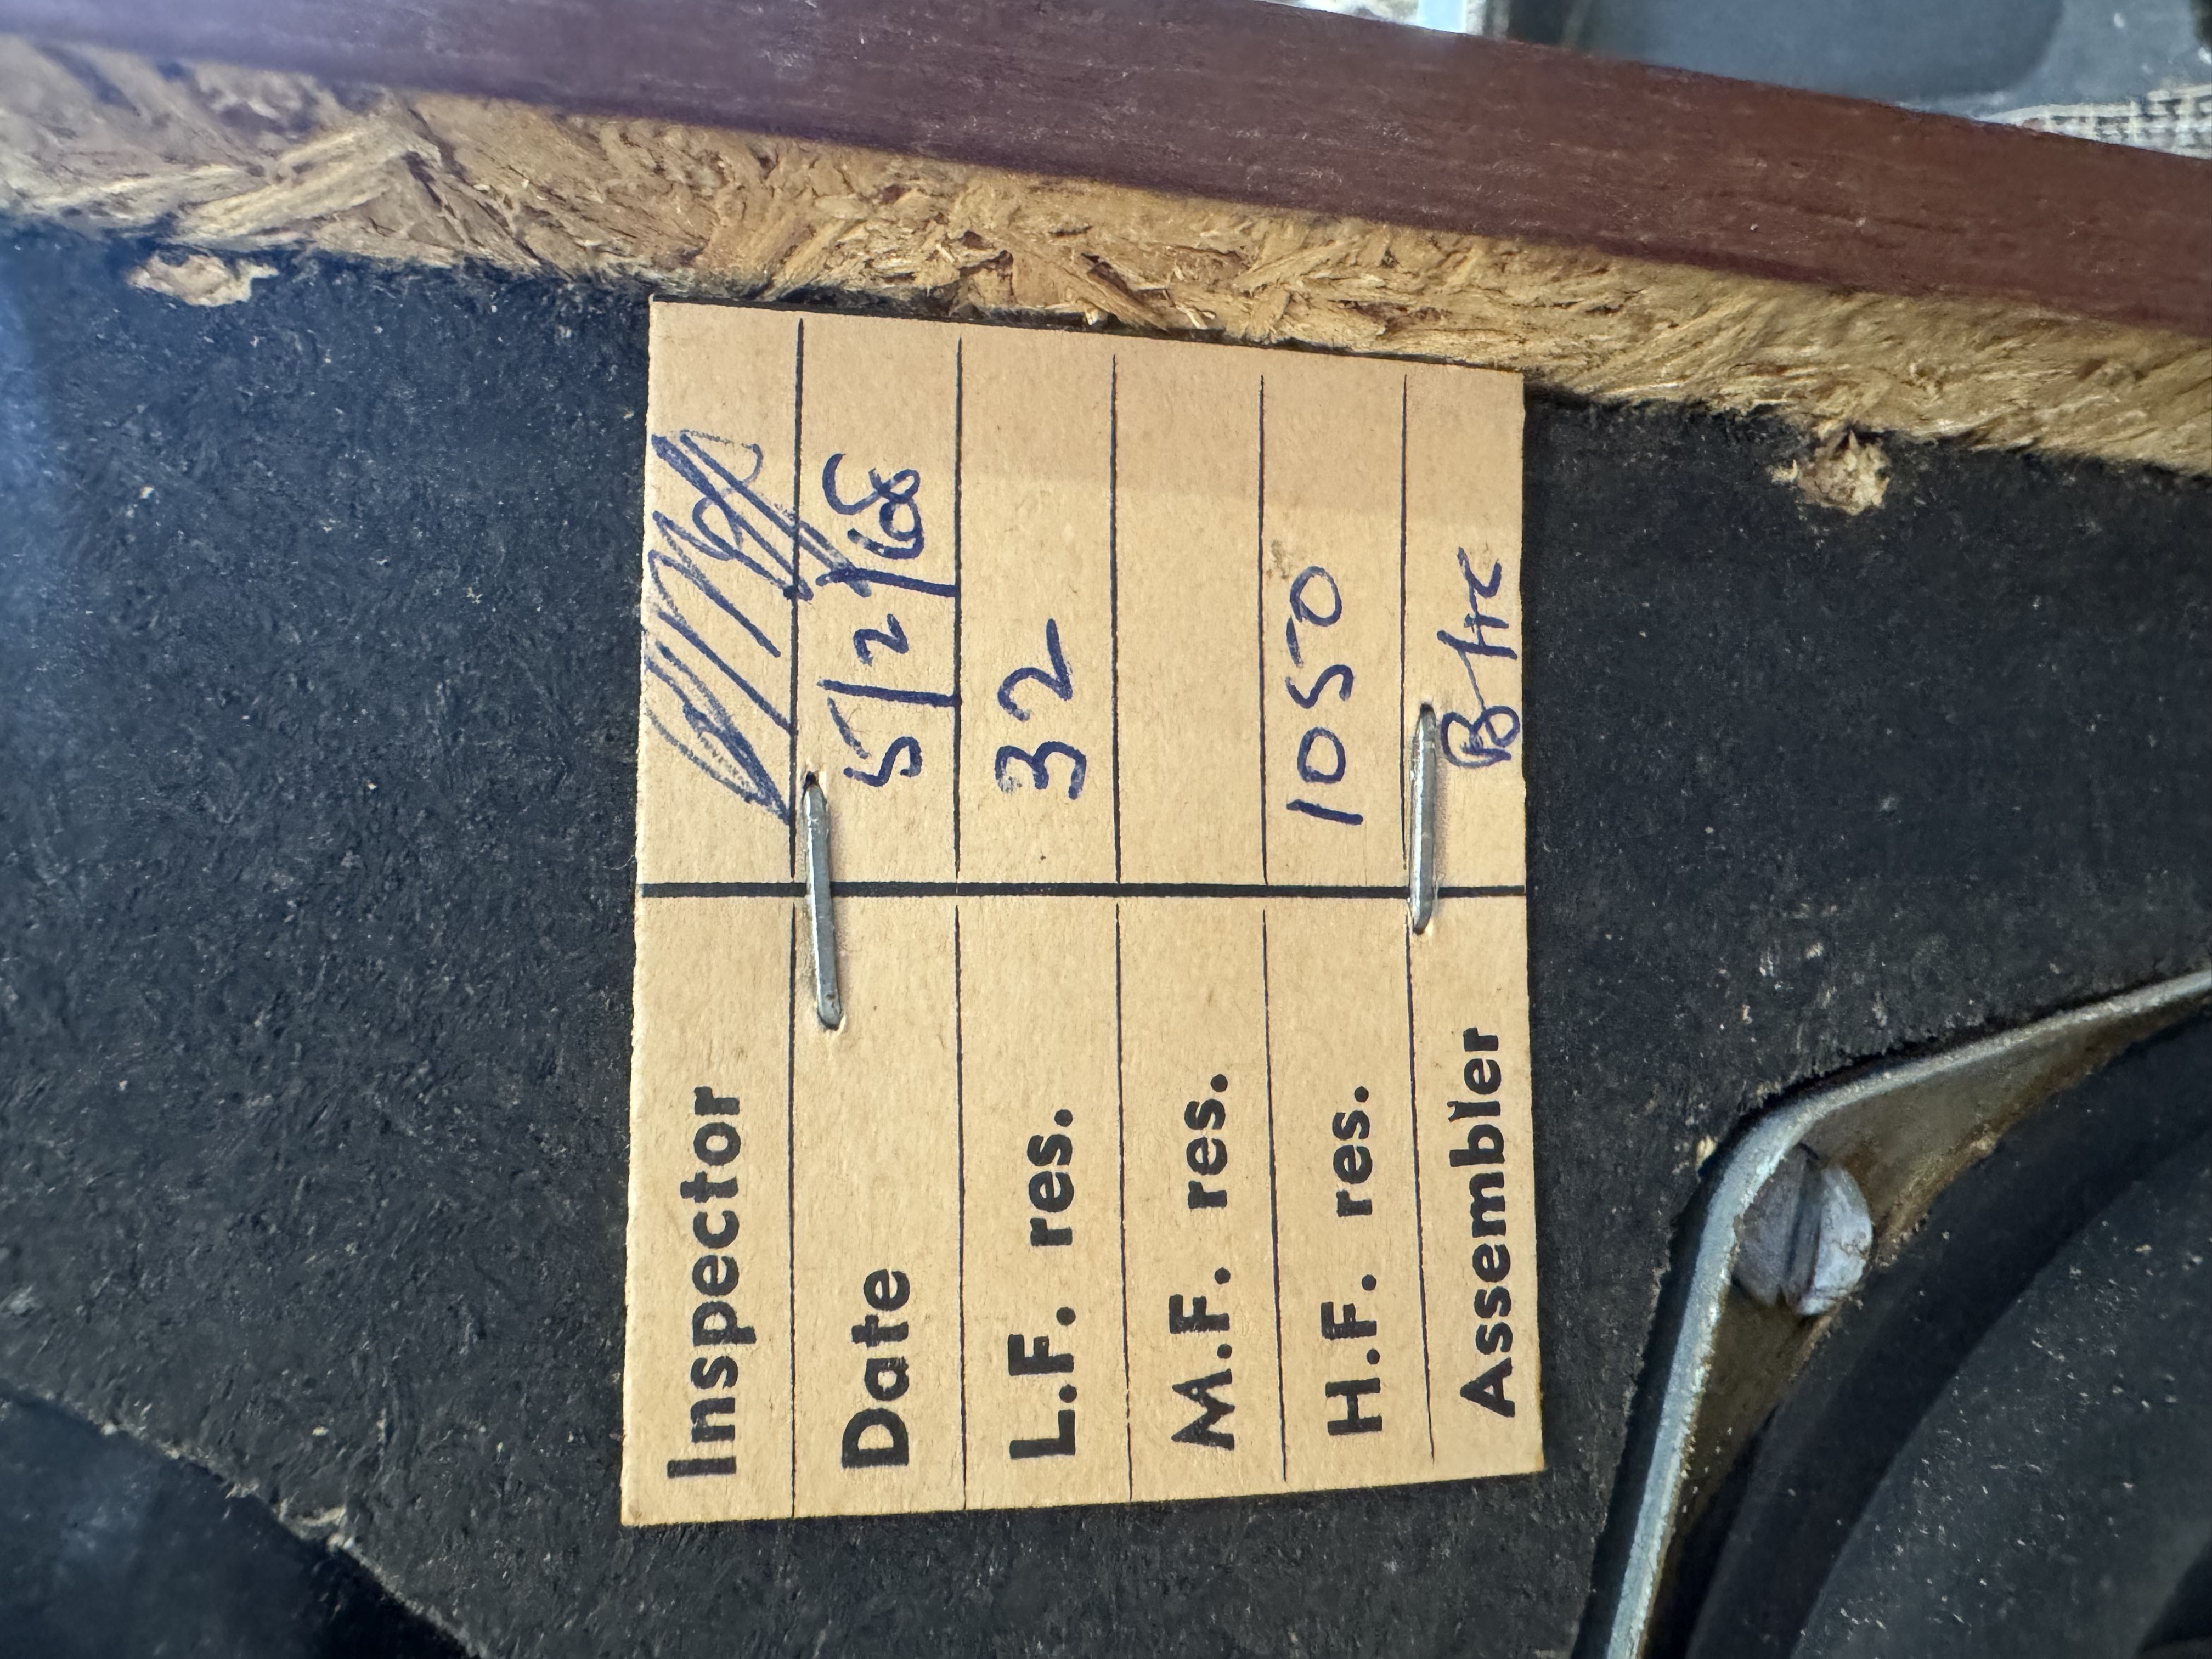 Inspector
Date 5/2/68
L.F. res. 32
M.F. res.
H.F. res. 1050
Assembler